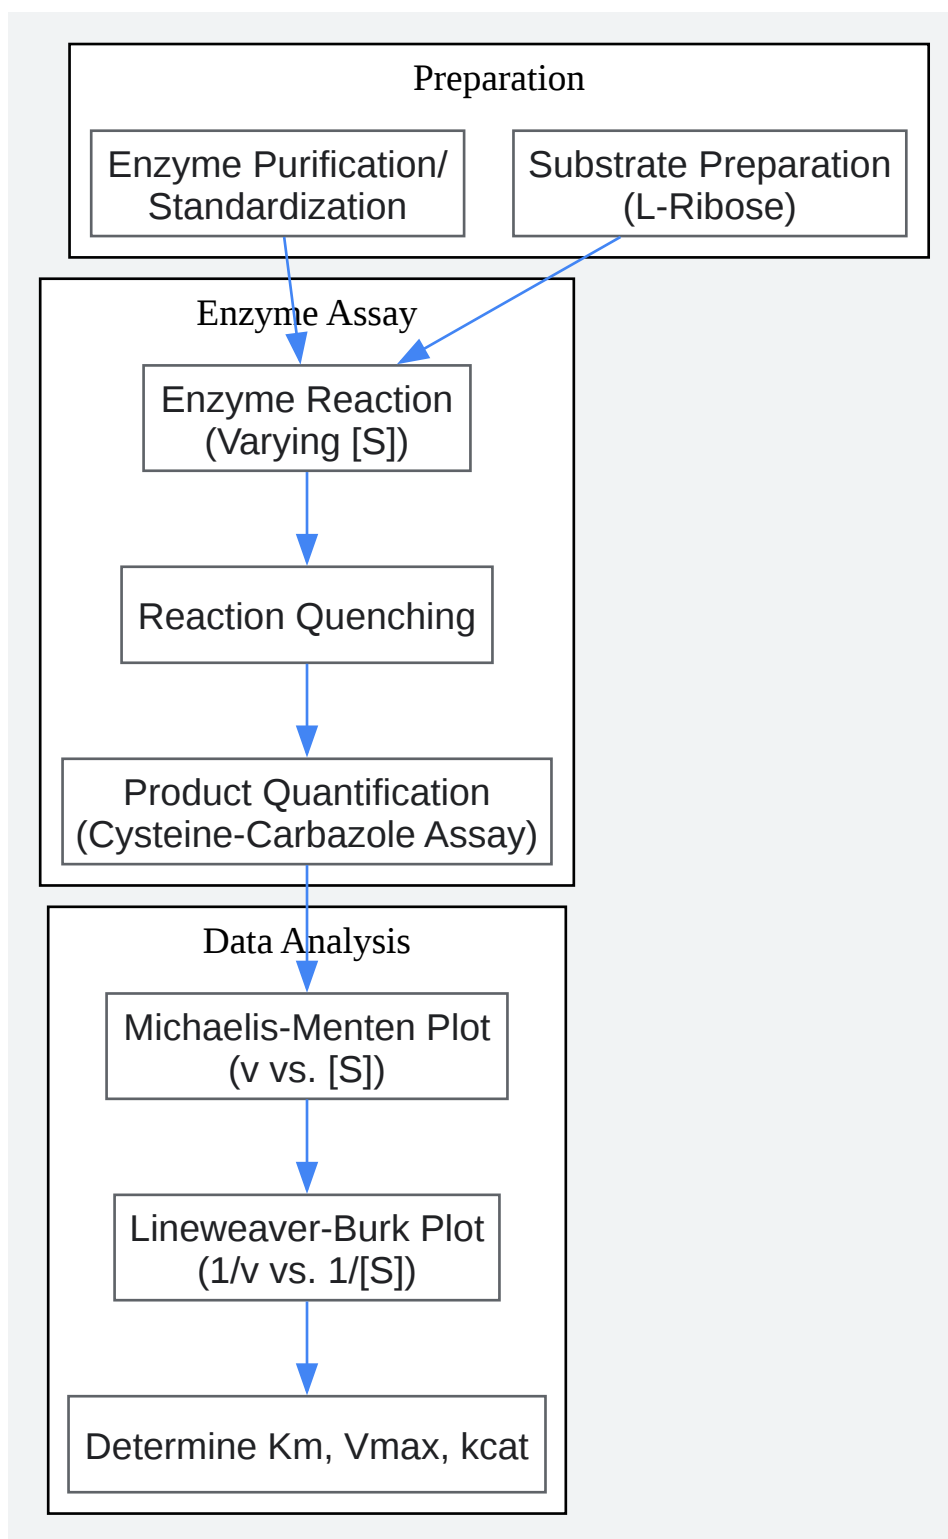 Preparation
Enzyme Purification/
Standardization
Substrate Preparation
(L-Ribose)
Enzyme Assay
Enzyme Reaction
(Varying [S])
Reaction Quenching
Product Quantification
(Cysteine-Carbazole Assay)
Data Analysis
Michaelis-Menten Plot
(v vs. [S])
Lineweaver-Burk Plot
(1/v vs. 1/[S])
Determine Km, Vmax, kcat